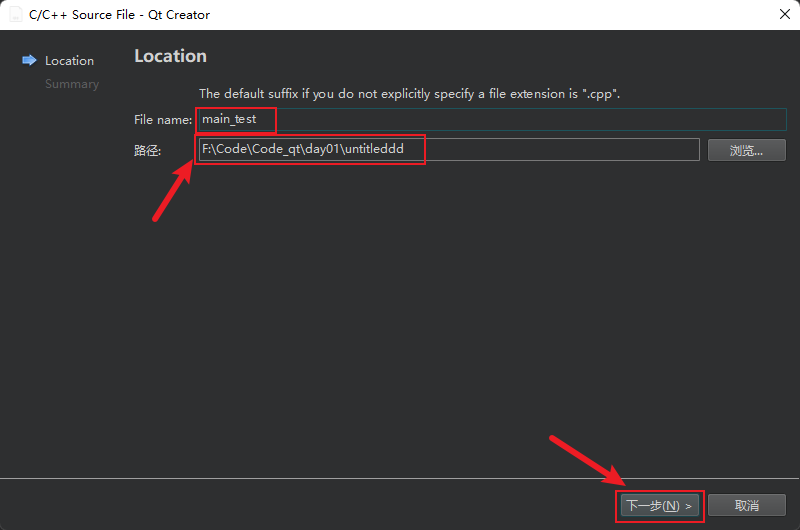 C/C++ Source File - Qt Creator
Location
Summary
Location
The default suffix if you do not explicitly specify a file extension is ".cpp".
File name: main_test
路径: F:\Code\Code_qt\day01\untitleddd 浏览...
下一步(N) > 取消